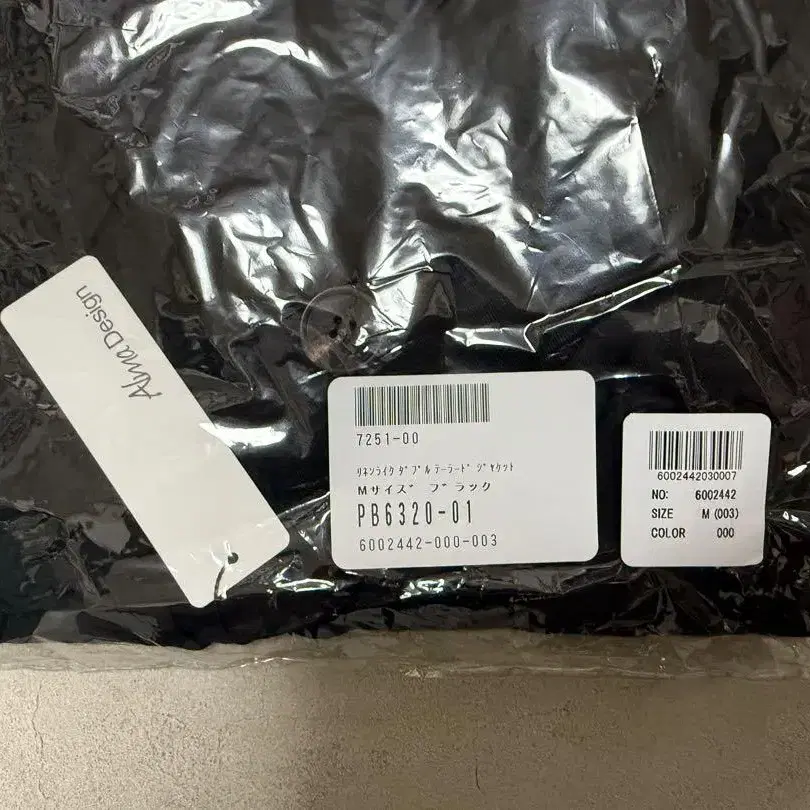 Alma Design
7251-00
ﾘﾈﾝﾗｲｸ ﾀﾞﾌﾞﾙ ﾃｰﾗｰﾄﾞ ｼﾞｬｹｯﾄ
Mサイズ ブラック
PB6320-01
6002442-000-003
6002442030007
NO: 6002442
SIZE M (003)
COLOR 000